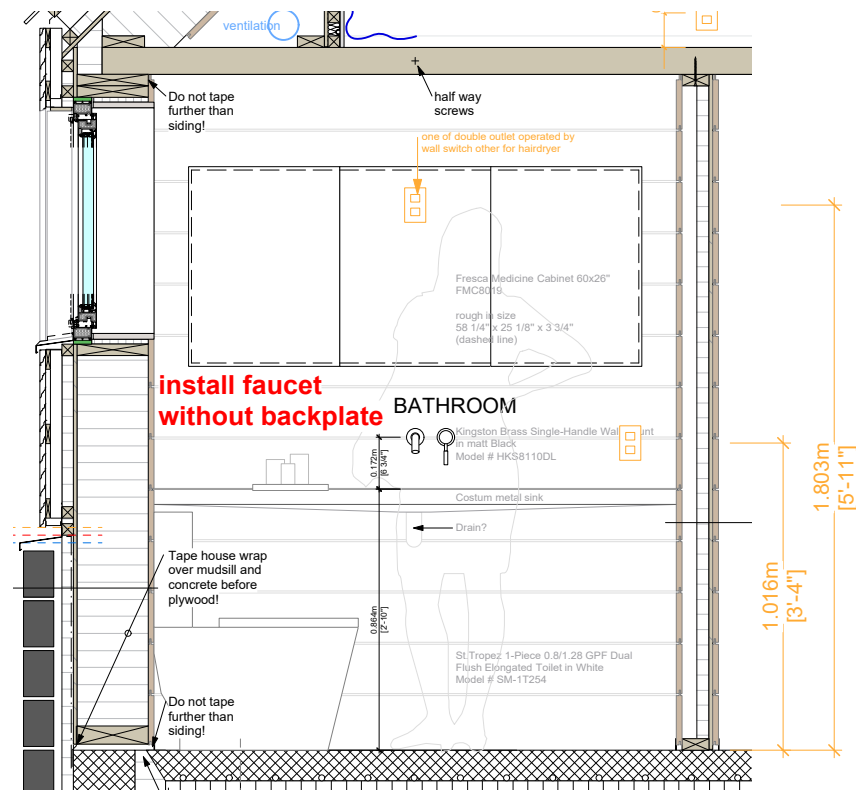 ventilation
Do not tape
further than
siding!
half way
screws
one of double outlet operated by
wall switch other for hairdryer
Fresca Medicine Cabinet 60x26"
FMC8019
rough in size
58 1/4" x 25 1/8" x 3 3/4"
(dashed line)
install faucet
without backplate
BATHROOM
Kingston Brass Single-Handle Wall Mount
in matt Black
Model # HKS8110DL
0.172m
[6 3/4"]
Costum metal sink
Drain?
Tape house wrap
over mudsill and
concrete before
plywood!
0.864m
[2'-10"]
St.Tropez 1-Piece 0.8/1.28 GPF Dual
Flush Elongated Toilet in White
Model # SM-1T254
Do not tape
further than
siding!
1.016m
[3'-4"]
1.803m
[5'-11"]